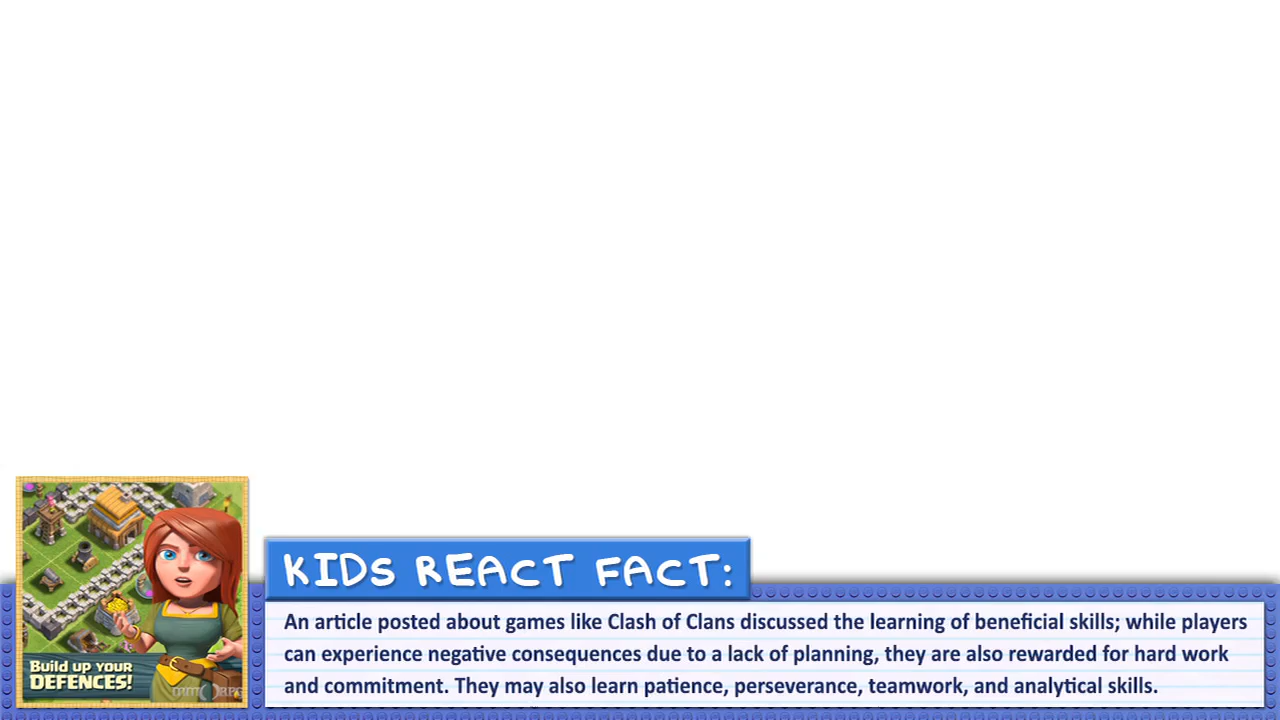 KIDS REACT FACT:
An article posted about games like Clash of Clans discussed the learning of beneficial skills; while players
can experience negative consequences due to a lack of planning, they are also rewarded for hard work
and commitment. They may also learn patience, perseverance, teamwork, and analytical skills.
Build up your
DEFENCES!